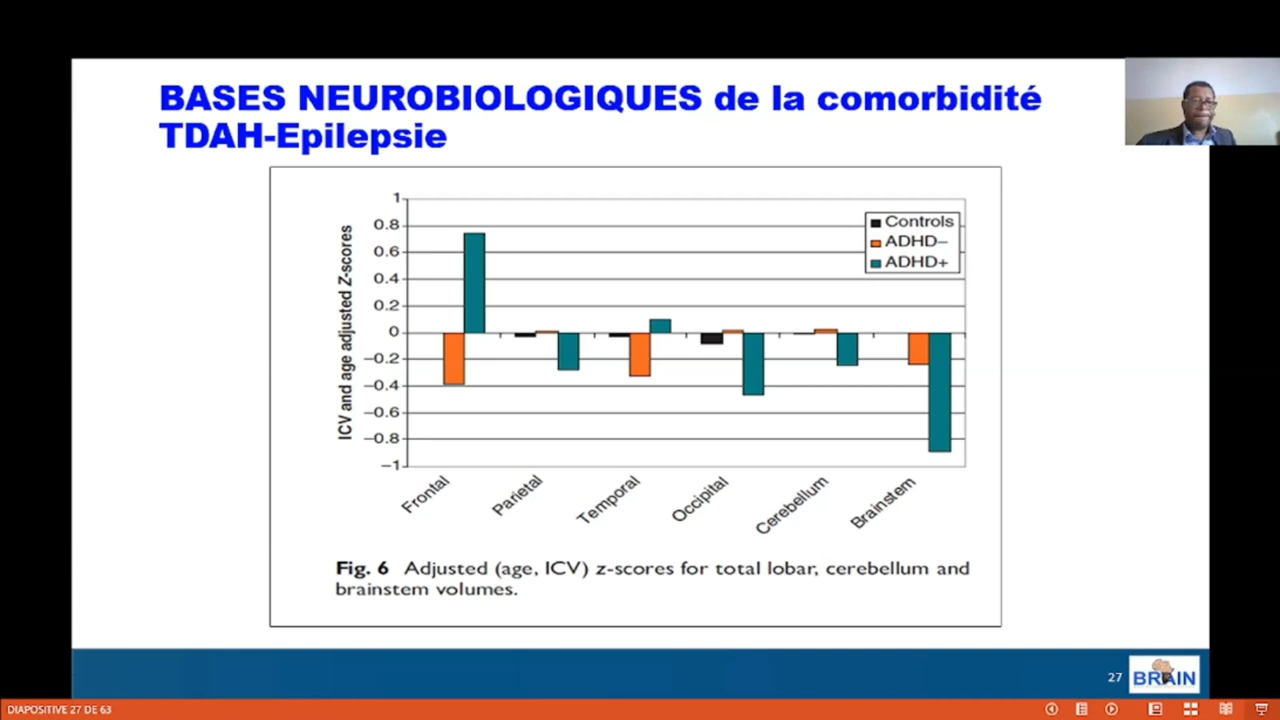 BASES NEUROBIOLOGIQUES de la comorbidité
TDAH-Epilepsie
ICV and age adjusted Z-scores
1
0.8
0.6
0.4
0.2
0
−0.2
−0.4
−0.6
−0.8
−1
Controls
ADHD−
ADHD+
Frontal
Parietal
Temporal
Occipital
Cerebellum
Brainstem
Fig. 6 Adjusted (age, ICV) z-scores for total lobar, cerebellum and
brainstem volumes.
27
BRAIN
DIAPOSITIVE 27 DE 63